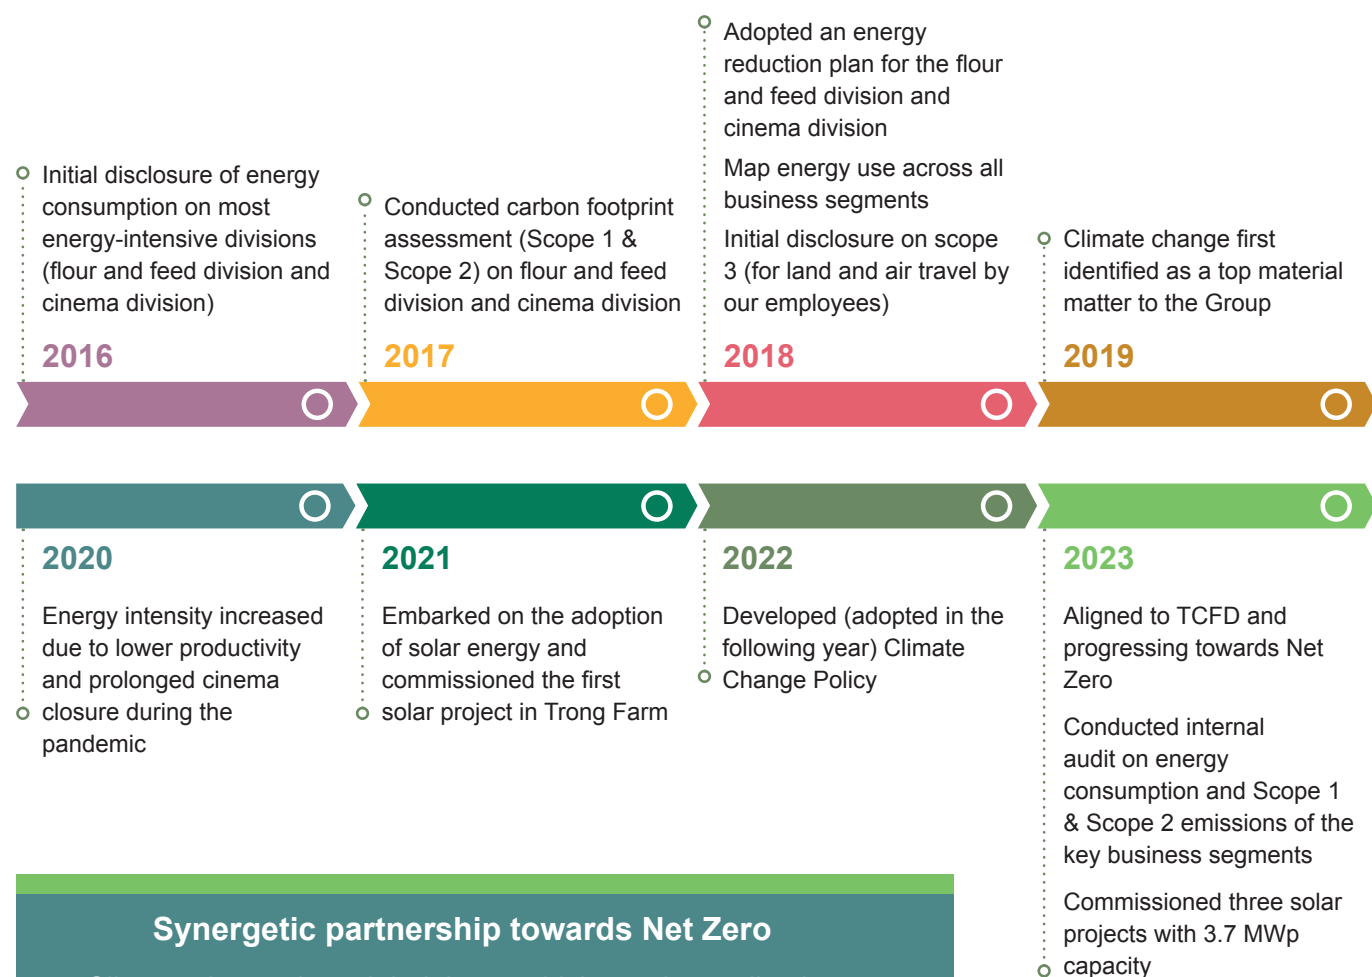 Initial disclosure of energy
consumption on most
energy-intensive divisions
(flour and feed division and
cinema division)
2016
Conducted carbon footprint
assessment (Scope 1 &
Scope 2) on flour and feed
division and cinema division
2017
Adopted an energy
reduction plan for the flour
and feed division and
cinema division
Map energy use across all
business segments
Initial disclosure on scope
3 (for land and air travel by
our employees)
2018
Climate change first
identified as a top material
matter to the Group
2019
2020
Energy intensity increased
due to lower productivity
and prolonged cinema
closure during the
pandemic
2021
Embarked on the adoption
of solar energy and
commissioned the first
solar project in Trong Farm
2022
Developed (adopted in the
following year) Climate
Change Policy
2023
Aligned to TCFD and
progressing towards Net
Zero
Conducted internal
audit on energy
consumption and Scope 1
& Scope 2 emissions of the
key business segments
Commissioned three solar
projects with 3.7 MWp
capacity
Synergetic partnership towards Net Zero